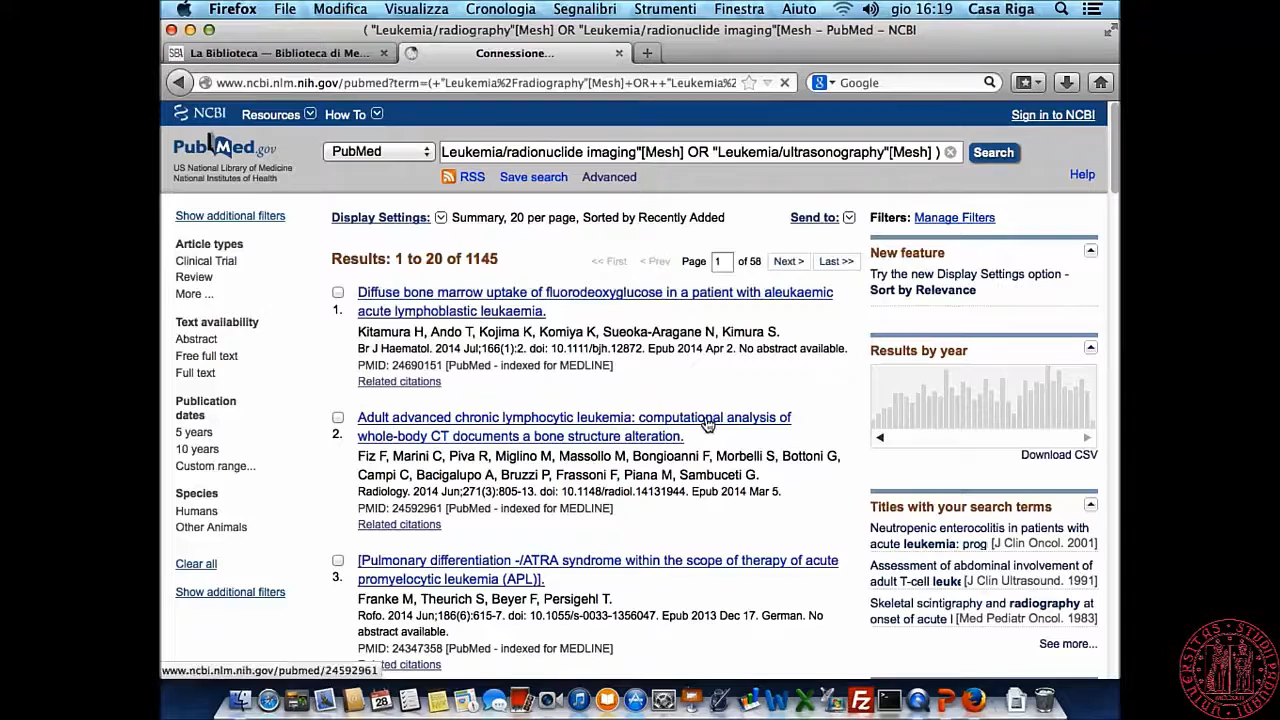 Firefox File Modifica Visualizza Cronologia Segnalibri Strumenti Finestra Aiuto gio 16:19 Casa Riga
( "Leukemia/radiography"[Mesh] OR "Leukemia/radionuclide imaging"[Mesh – PubMed – NCBI
SBA La Biblioteca — Biblioteca di Me... Connessione...
www.ncbi.nlm.nih.gov/pubmed?term=(+"Leukemia%2Fradiography"[Mesh]+OR++"Leukemia% Google
NCBI Resources How To Sign in to NCBI
PubMed.gov
US National Library of Medicine
National Institutes of Health
PubMed Leukemia/radionuclide imaging"[Mesh] OR "Leukemia/ultrasonography"[Mesh] ) Search
RSS Save search Advanced Help
Show additional filters
Article types
Clinical Trial
Review
More ...
Text availability
Abstract
Free full text
Full text
Publication
dates
5 years
10 years
Custom range...
Species
Humans
Other Animals
Clear all
Show additional filters
Display Settings: Summary, 20 per page, Sorted by Recently Added Send to:
Results: 1 to 20 of 1145 << First < Prev Page 1 of 58 Next > Last >>
Diffuse bone marrow uptake of fluorodeoxyglucose in a patient with aleukaemic
1. acute lymphoblastic leukaemia.
Kitamura H, Ando T, Kojima K, Komiya K, Sueoka-Aragane N, Kimura S.
Br J Haematol. 2014 Jul;166(1):2. doi: 10.1111/bjh.12872. Epub 2014 Apr 2. No abstract available.
PMID: 24690151 [PubMed - indexed for MEDLINE]
Related citations
Adult advanced chronic lymphocytic leukemia: computational analysis of
2. whole-body CT documents a bone structure alteration.
Fiz F, Marini C, Piva R, Miglino M, Massollo M, Bongioanni F, Morbelli S, Bottoni G,
Campi C, Bacigalupo A, Bruzzi P, Frassoni F, Piana M, Sambuceti G.
Radiology. 2014 Jun;271(3):805-13. doi: 10.1148/radiol.14131944. Epub 2014 Mar 5.
PMID: 24592961 [PubMed - indexed for MEDLINE]
Related citations
[Pulmonary differentiation -/ATRA syndrome within the scope of therapy of acute
3. promyelocytic leukemia (APL)].
Franke M, Theurich S, Beyer F, Persigehl T.
Rofo. 2014 Jun;186(6):615-7. doi: 10.1055/s-0033-1356047. Epub 2013 Dec 17. German. No
abstract available.
PMID: 24347358 [PubMed - indexed for MEDLINE]
Related citations
Filters: Manage Filters
New feature
Try the new Display Settings option -
Sort by Relevance
Results by year
Download CSV
Titles with your search terms
Neutropenic enterocolitis in patients with
acute leukemia: prog [J Clin Oncol. 2001]
Assessment of abdominal involvement of
adult T-cell leuke [J Clin Ultrasound. 1991]
Skeletal scintigraphy and radiography at
onset of acute l [Med Pediatr Oncol. 1983]
See more...
www.ncbi.nlm.nih.gov/pubmed/24592961